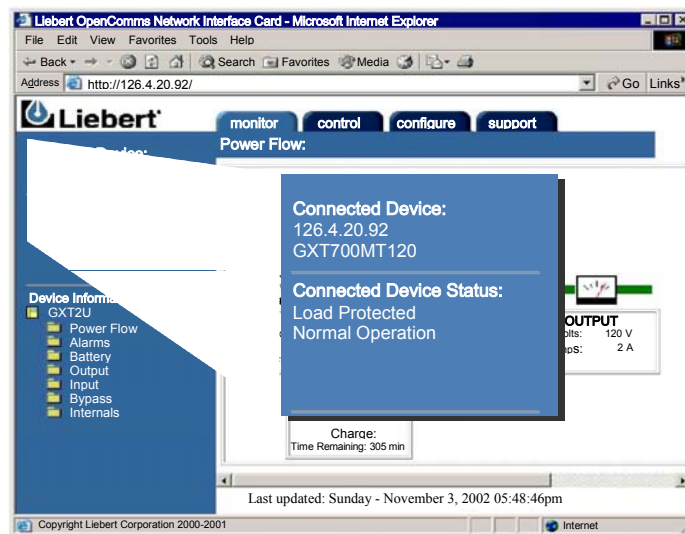 Liebert OpenComms Network Interface Card - Microsoft Internet Explorer
File Edit View Favorites Tools Help
Back Search Favorites Media
Address http://126.4.20.92/ Go Links
Liebert
monitor control configure support
Power Flow:
Connected Device:
126.4.20.92
GXT700MT120
Connected Device Status:
Load Protected
Normal Operation
Device
GXT2U
Power Flow
Alarms
Battery
Output
Input
Bypass
Internals
OUTPUT
120 V
2 A
Charge:
Time Remaining: 305 min
Last updated: Sunday - November 3, 2002 05:48:46pm
Copyright Liebert Corporation 2000-2001
Internet